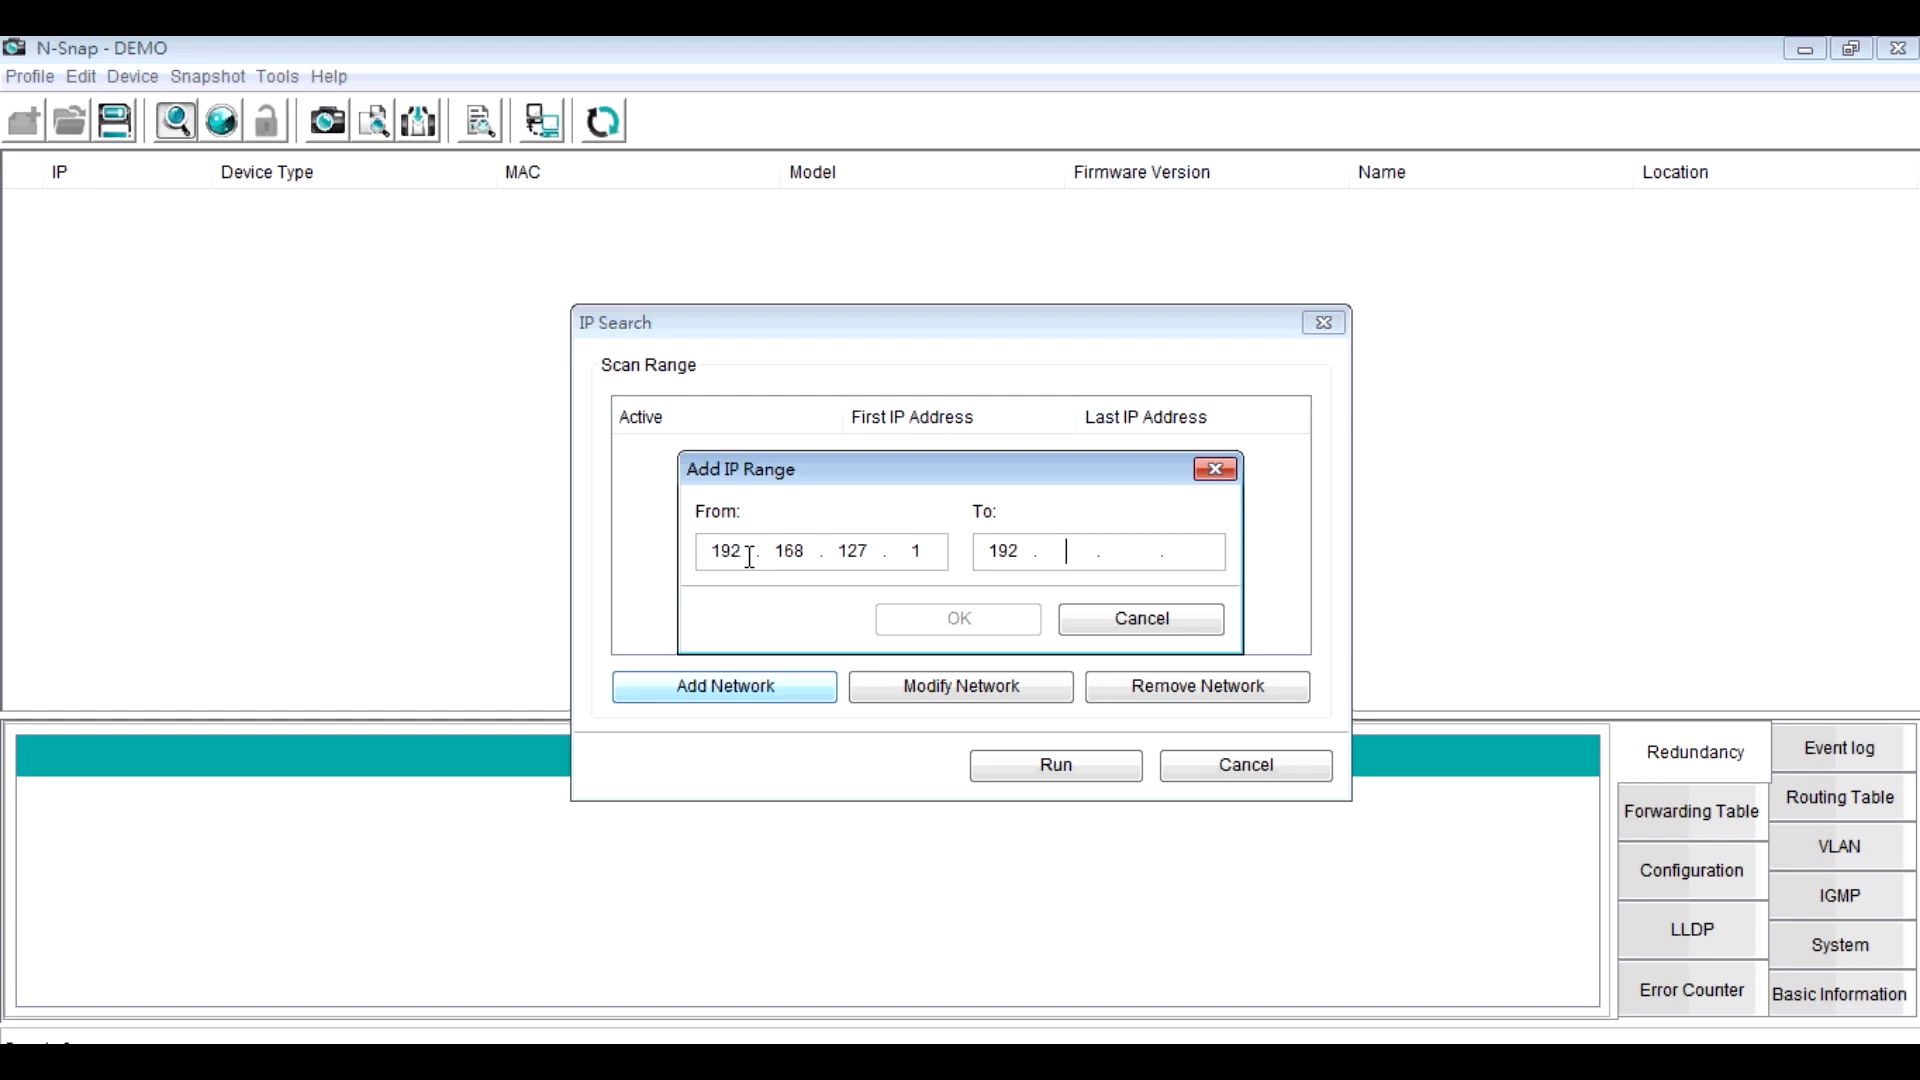 N-Snap - DEMO
Profile Edit Device Snapshot Tools Help
IP Device Type MAC Model Firmware Version Name Location
IP Search
Scan Range
Active First IP Address Last IP Address
Add IP Range
From: To:
192 . 168 . 127 . 1 192 . . .
OK Cancel
Add Network Modify Network Remove Network
Run Cancel
Redundancy Event log
Forwarding Table Routing Table
Configuration VLAN
LLDP IGMP
Error Counter System
Basic Information